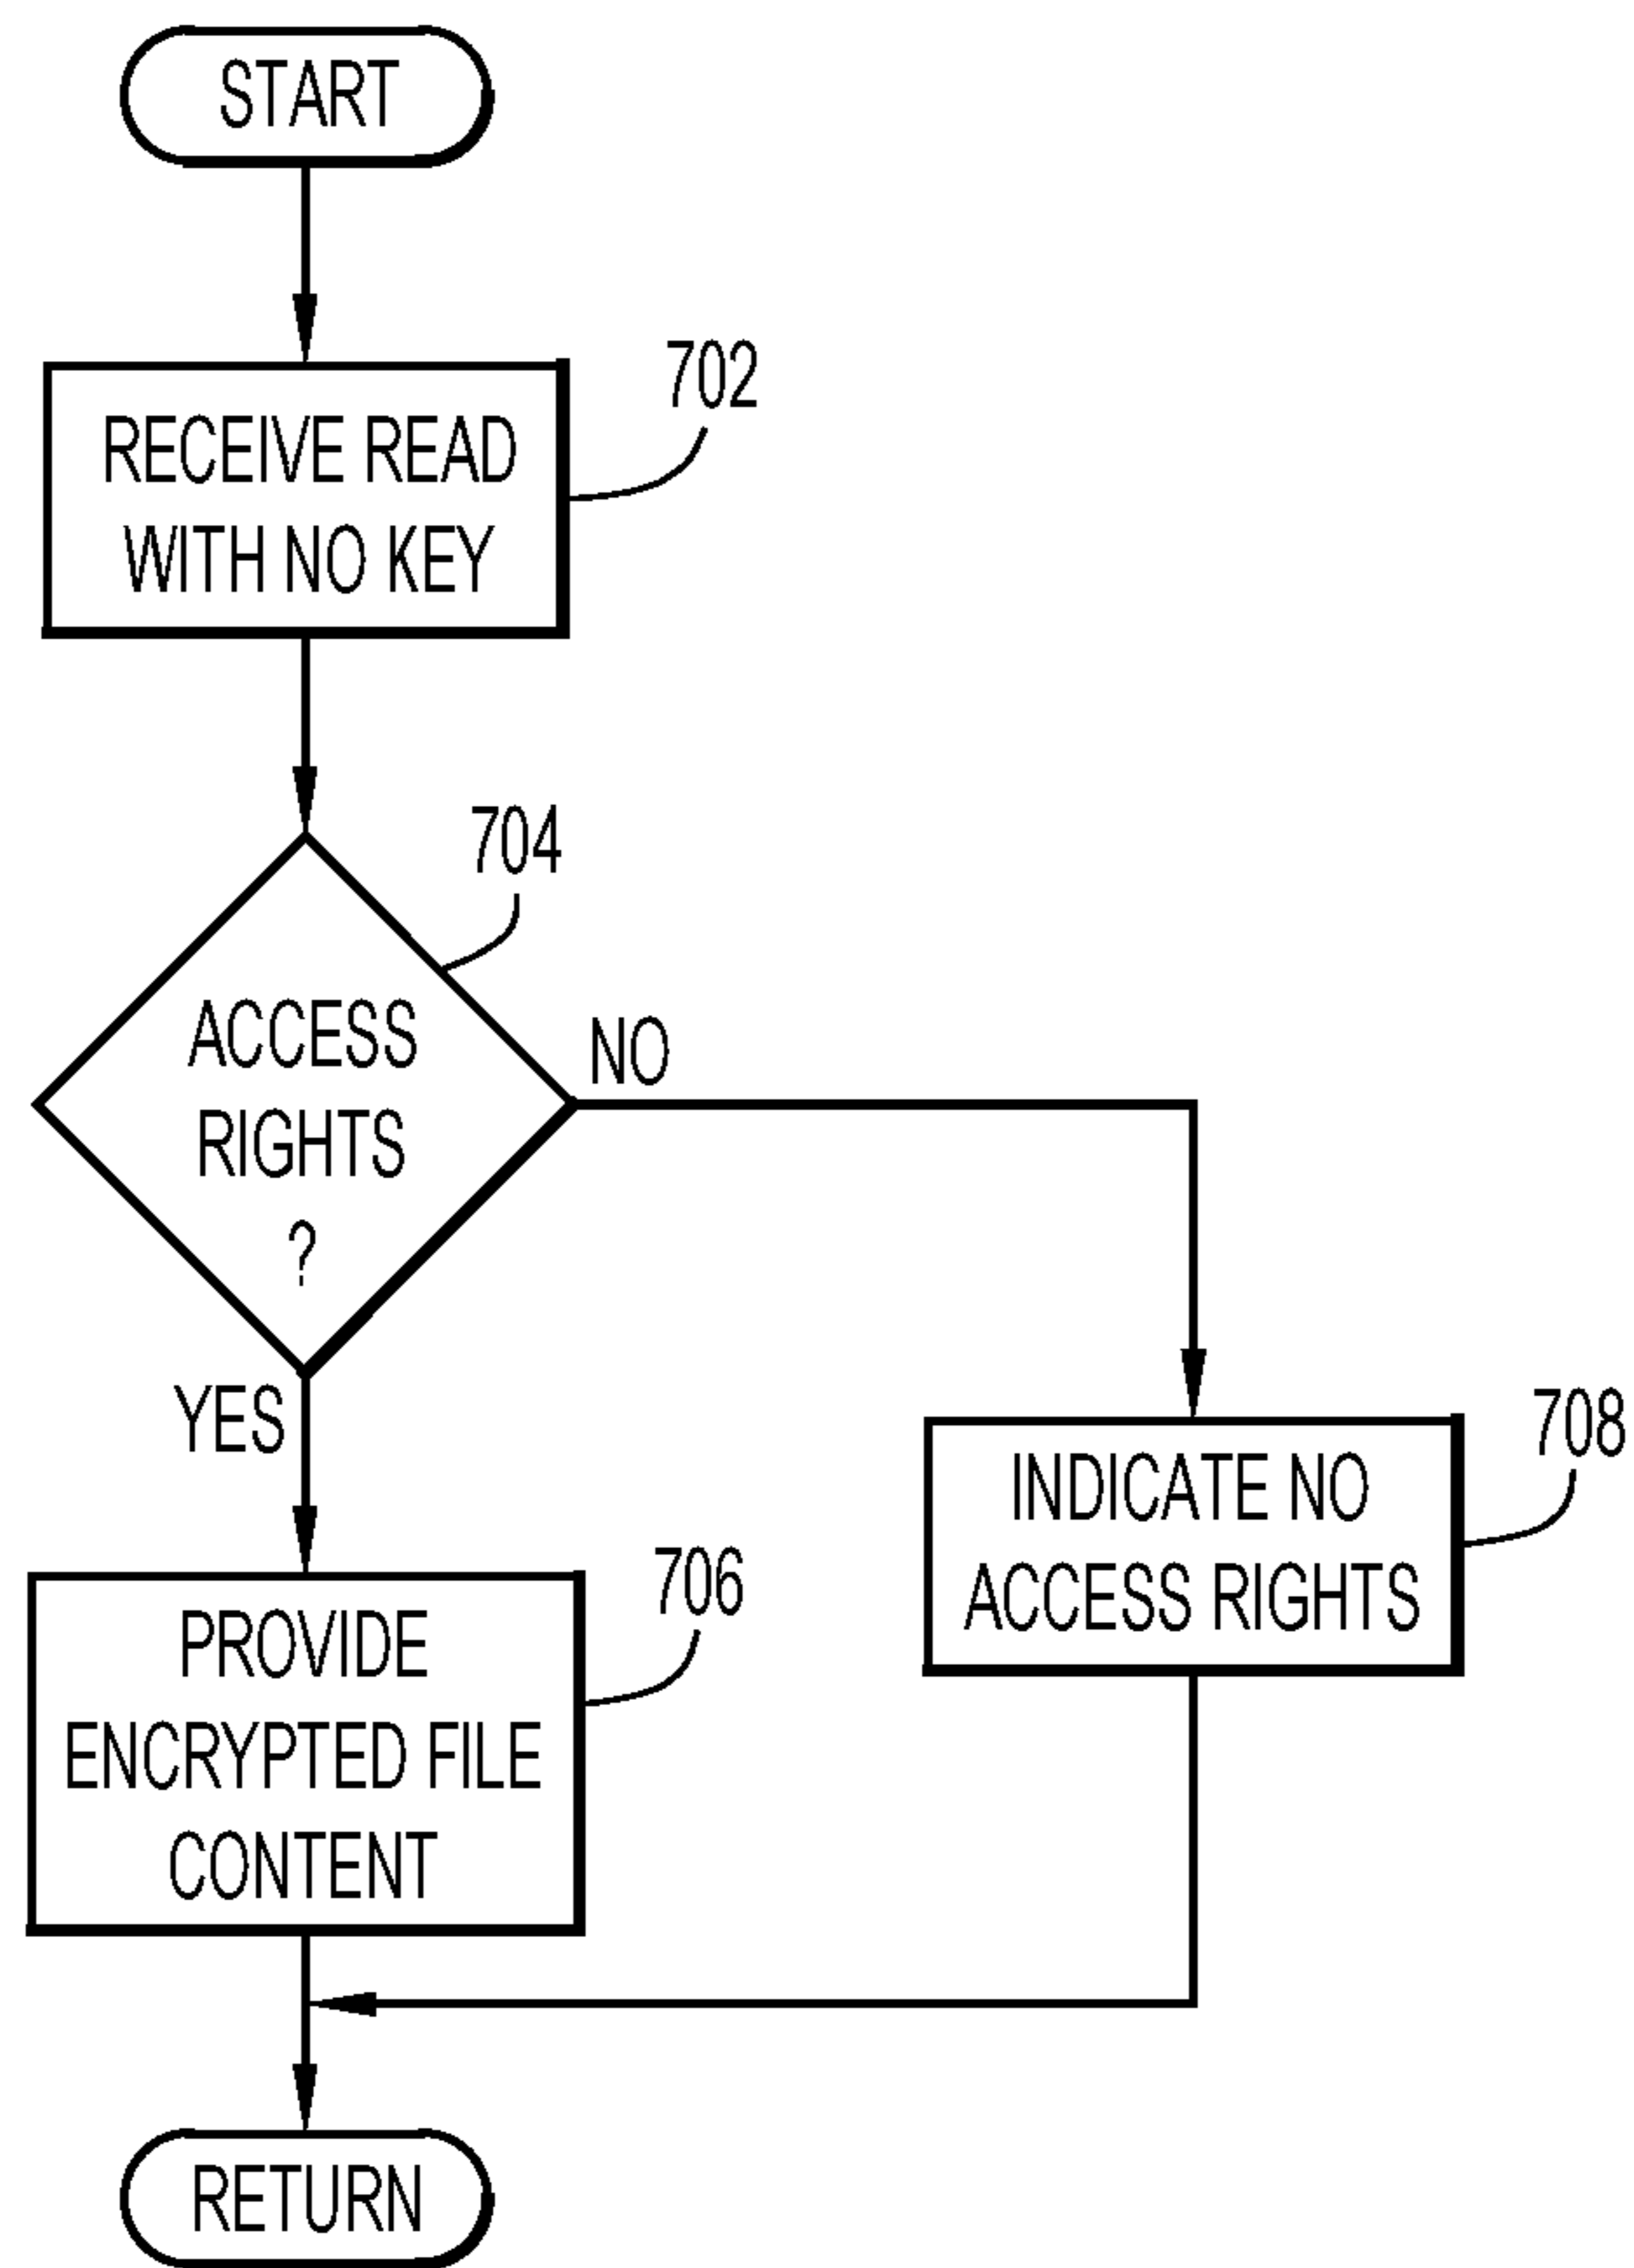 START
702
RECEIVE READ
WITH NO KEY
704
ACCESS
RIGHTS
?
NO
YES
708
INDICATE NO
ACCESS RIGHTS
706
PROVIDE
ENCRYPTED FILE
CONTENT
RETURN